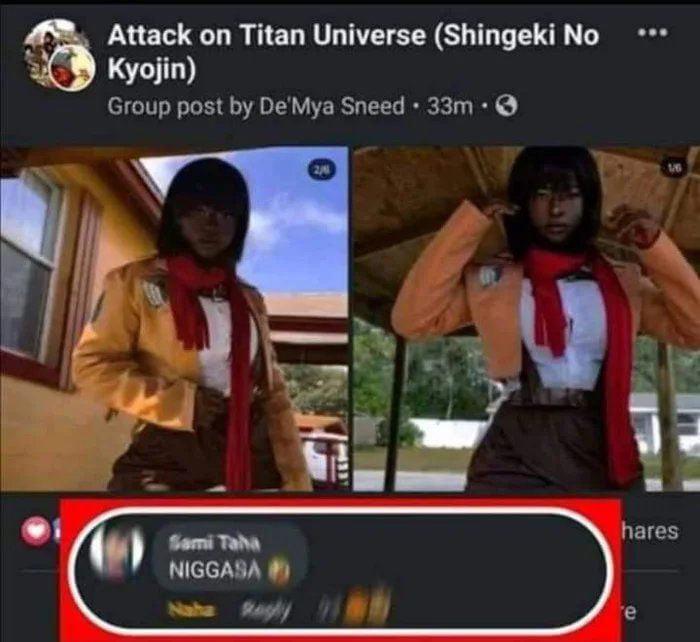 Attack on Titan Universe (Shingeki No
Kyojin)
Group post by De'Mya Sneed • 33m •
2/6
1/6
hares
Sami Taha
NIGGASA
Haha Reply
e